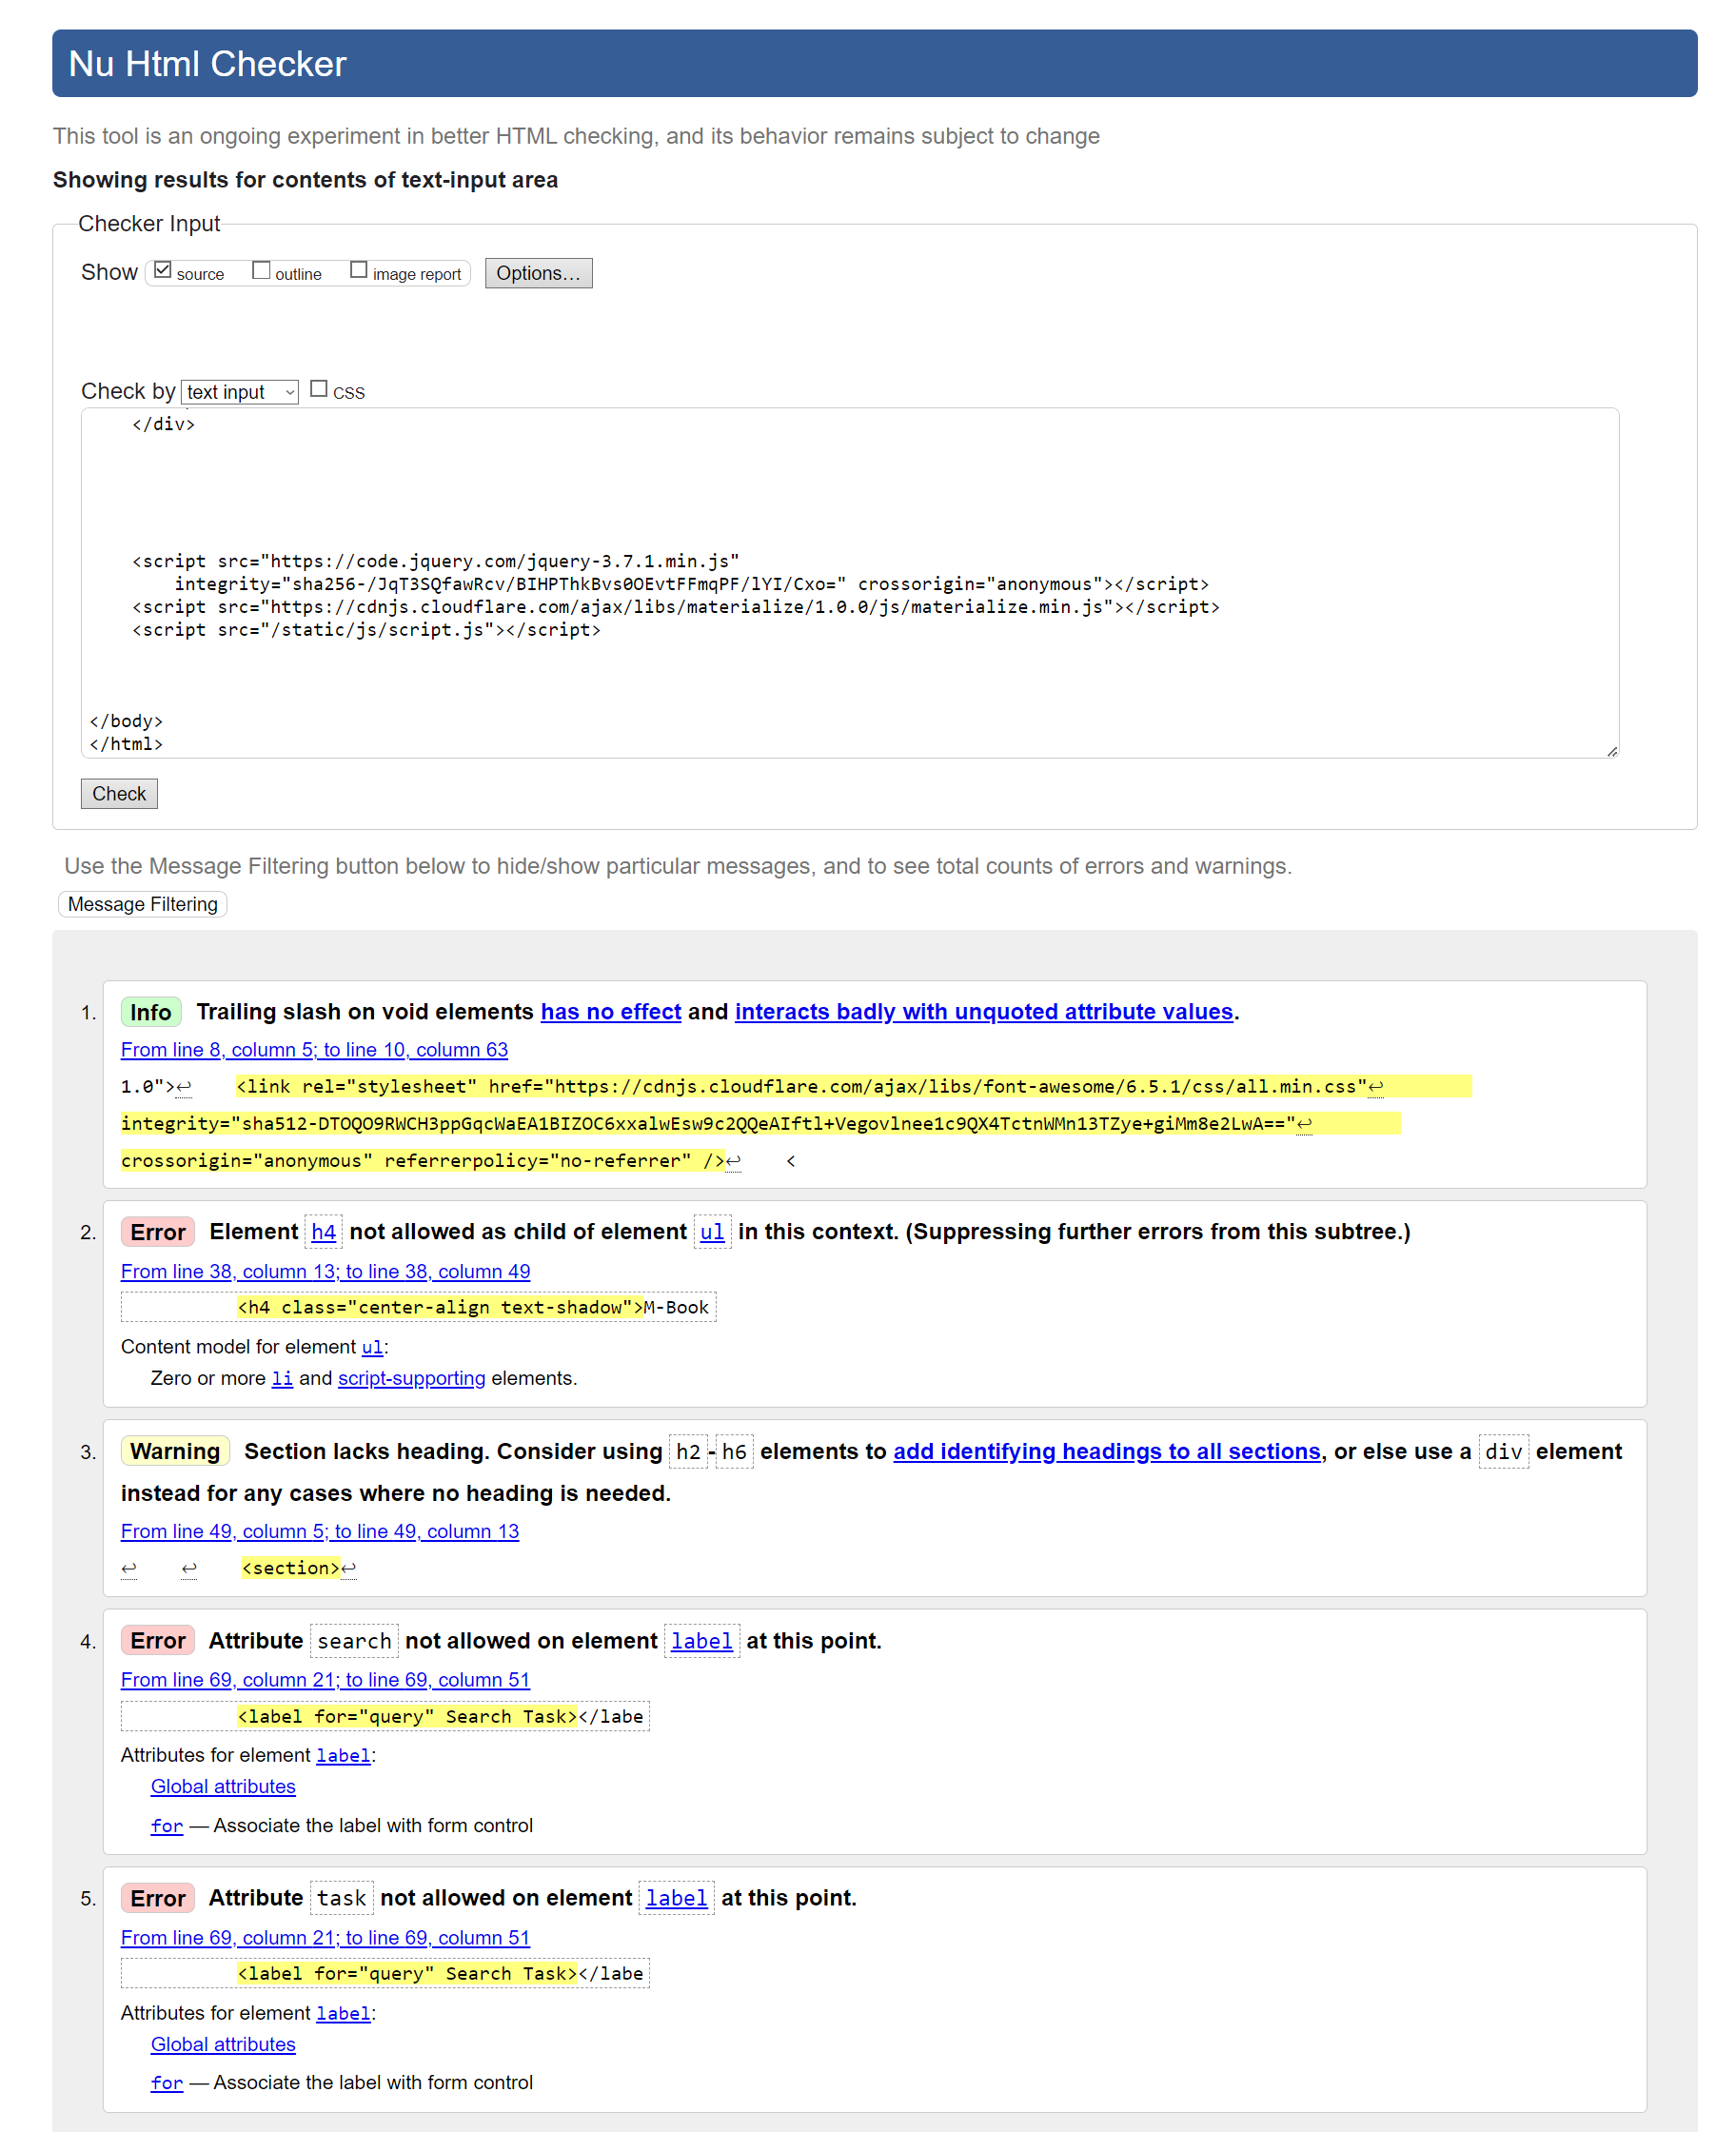 Nu Html Checker
This tool is an ongoing experiment in better HTML checking, and its behavior remains subject to change
Showing results for contents of text-input area
Checker Input
Show source outline image report Options...
Check by text input CSS
</div>
<script src="https://code.jquery.com/jquery-3.7.1.min.js"
integrity="sha256-/JqT3SQfawRcv/BIHPThkBvs0OEvtFFmqPF/lYI/Cxo=" crossorigin="anonymous"></script>
<script src="https://cdnjs.cloudflare.com/ajax/libs/materialize/1.0.0/js/materialize.min.js"></script>
<script src="/static/js/script.js"></script>
</body>
</html>
Check
Use the Message Filtering button below to hide/show particular messages, and to see total counts of errors and warnings.
Message Filtering
1. Info Trailing slash on void elements has no effect and interacts badly with unquoted attribute values.
From line 8, column 5; to line 10, column 63
1.0">↩ <link rel="stylesheet" href="https://cdnjs.cloudflare.com/ajax/libs/font-awesome/6.5.1/css/all.min.css"↩
integrity="sha512-DTOQO9RWCH3ppGqcWaEA1BIZOC6xxalwEsw9c2QQeAIftl+Vegovlnee1c9QX4TctnWMn13TZye+giMm8e2LwA=="↩
crossorigin="anonymous" referrerpolicy="no-referrer" />↩ <
2. Error Element h4 not allowed as child of element ul in this context. (Suppressing further errors from this subtree.)
From line 38, column 13; to line 38, column 49
<h4 class="center-align text-shadow">M-Book
Content model for element ul:
Zero or more li and script-supporting elements.
3. Warning Section lacks heading. Consider using h2-h6 elements to add identifying headings to all sections, or else use a div element
instead for any cases where no heading is needed.
From line 49, column 5; to line 49, column 13
↩ ↩ <section>↩
4. Error Attribute search not allowed on element label at this point.
From line 69, column 21; to line 69, column 51
<label for="query" Search Task></labe
Attributes for element label:
Global attributes
for — Associate the label with form control
5. Error Attribute task not allowed on element label at this point.
From line 69, column 21; to line 69, column 51
<label for="query" Search Task></labe
Attributes for element label:
Global attributes
for — Associate the label with form control